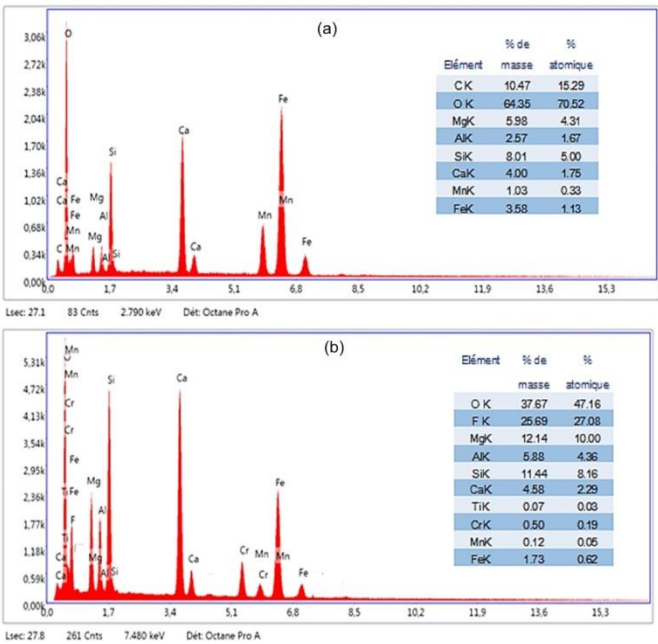 (a)
3,06k
2,72k
2,38k
2,04k
1,70k
1,36k
1,02k
0,68k
0,34k
0,00k
O
Ca
Ca Fe
Fe
Mn
C Mn
Mg
Mg
Al
Al
Si
Si
Ca
Ca
Mn
Fe
Mn
Fe
0,0 1,7 3,4 5,1 6,8 8,5 10,2 11,9 13,6 15,3
Elément % de masse % atomique
C K 10.47 15.29
O K 64.35 70.52
MgK 5.98 4.31
AlK 2.57 1.67
SiK 8.01 5.00
CaK 4.00 1.75
MnK 1.03 0.33
FeK 3.58 1.13
Lsec: 27.1 83 Cnts 2.790 keV Dét: Octane Pro A
(b)
5,31k
4,72k
4,13k
3,54k
2,95k
2,36k
1,77k
1,18k
0,59k
0,00k
Mn
Mn
Cr
Cr
Fe
Ti Fe
F
Ti
Ca
Ca
Mg
Mg
Al
Al
Si
Si
Ca
Ca
Cr
Mn
Cr
Fe
Mn
Fe
0,0 1,7 3,4 5,1 6,8 8,5 10,2 11,9 13,6 15,3
Elément % de masse % atomique
O K 37.67 47.16
F K 25.69 27.08
MgK 12.14 10.00
AlK 5.88 4.36
SiK 11.44 8.16
CaK 4.58 2.29
TiK 0.07 0.03
CrK 0.50 0.19
MnK 0.12 0.05
FeK 1.73 0.62
Lsec: 27.8 261 Cnts 7.480 keV Dét: Octane Pro A